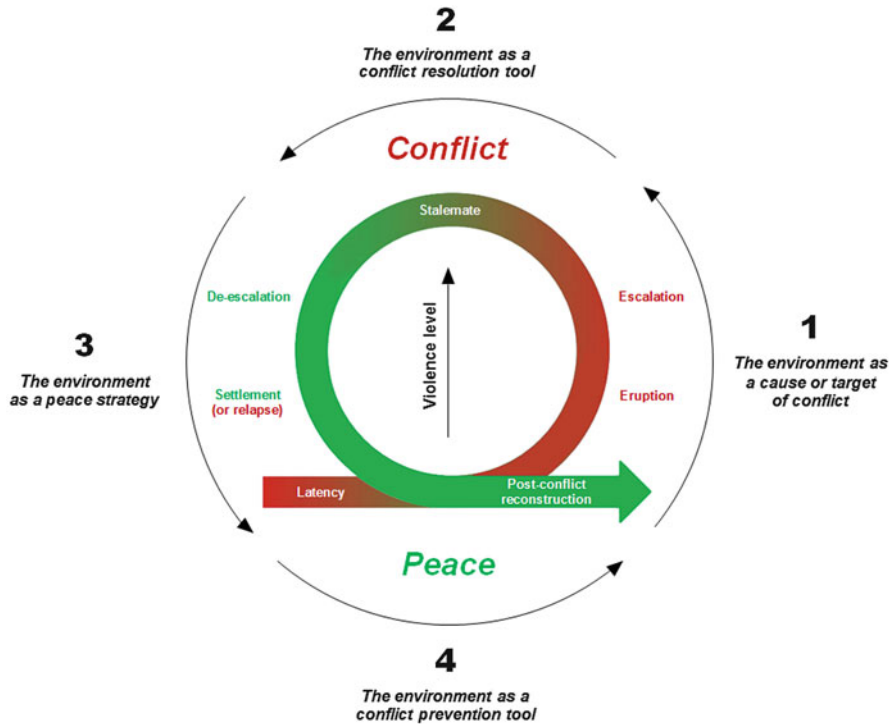 2
The environment as a
conflict resolution tool
Conflict
Stalemate
De-escalation
Escalation
Violence level
3
The environment
as a peace strategy
1
The environment as
a cause or target
of conflict
Settlement
(or relapse)
Eruption
Latency
Post-conflict
reconstruction
Peace
4
The environment as a
conflict prevention tool